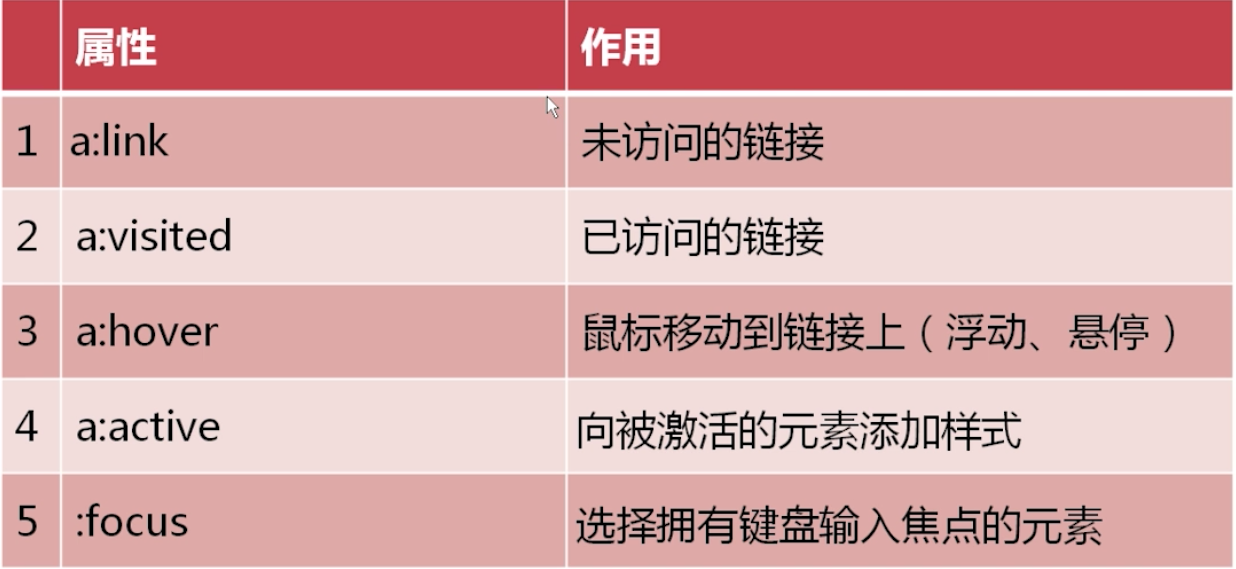 属性 作用
1 a:link 未访问的链接
2 a:visited 已访问的链接
3 a:hover 鼠标移动到链接上（浮动、悬停）
4 a:active 向被激活的元素添加样式
5 :focus 选择拥有键盘输入焦点的元素